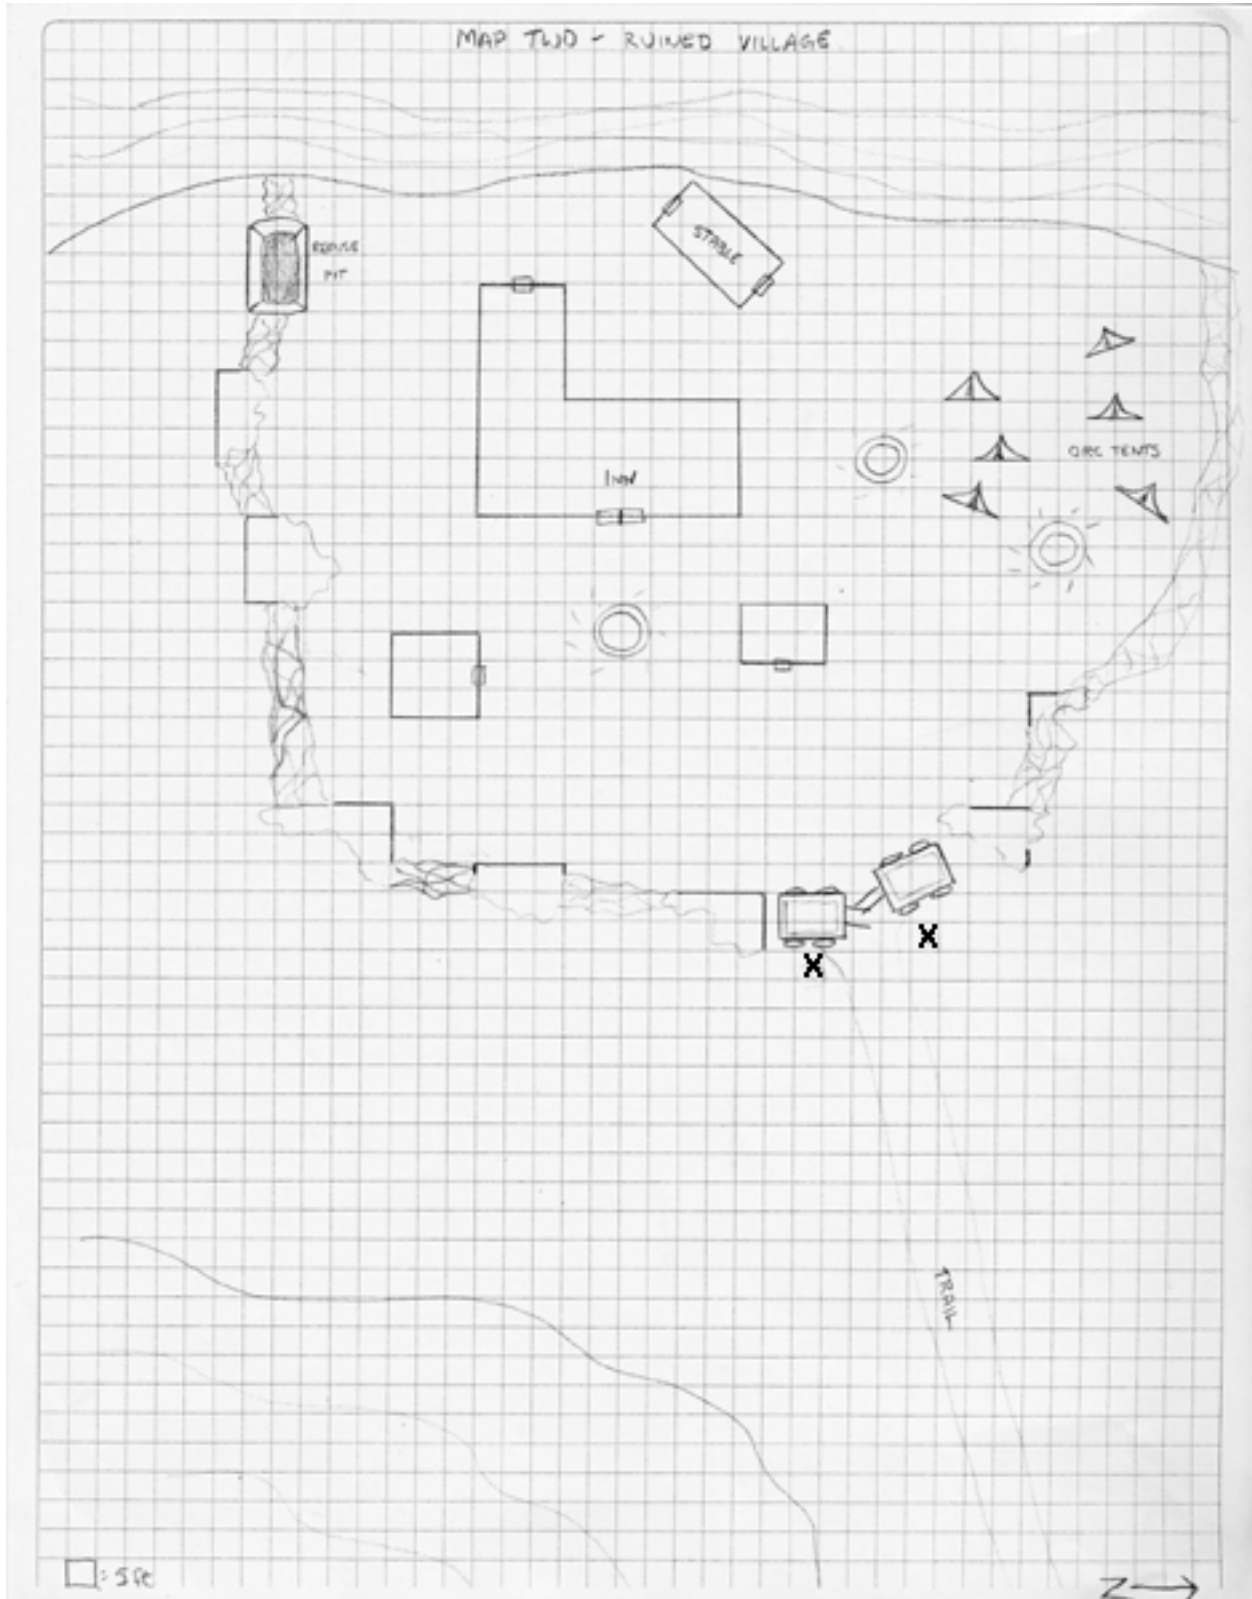 MAP TWO - RUINED VILLAGE
STABLE
REFUSE
PIT
INN
ORC TENTS
X
X
TRAIL
= 5 ft
N